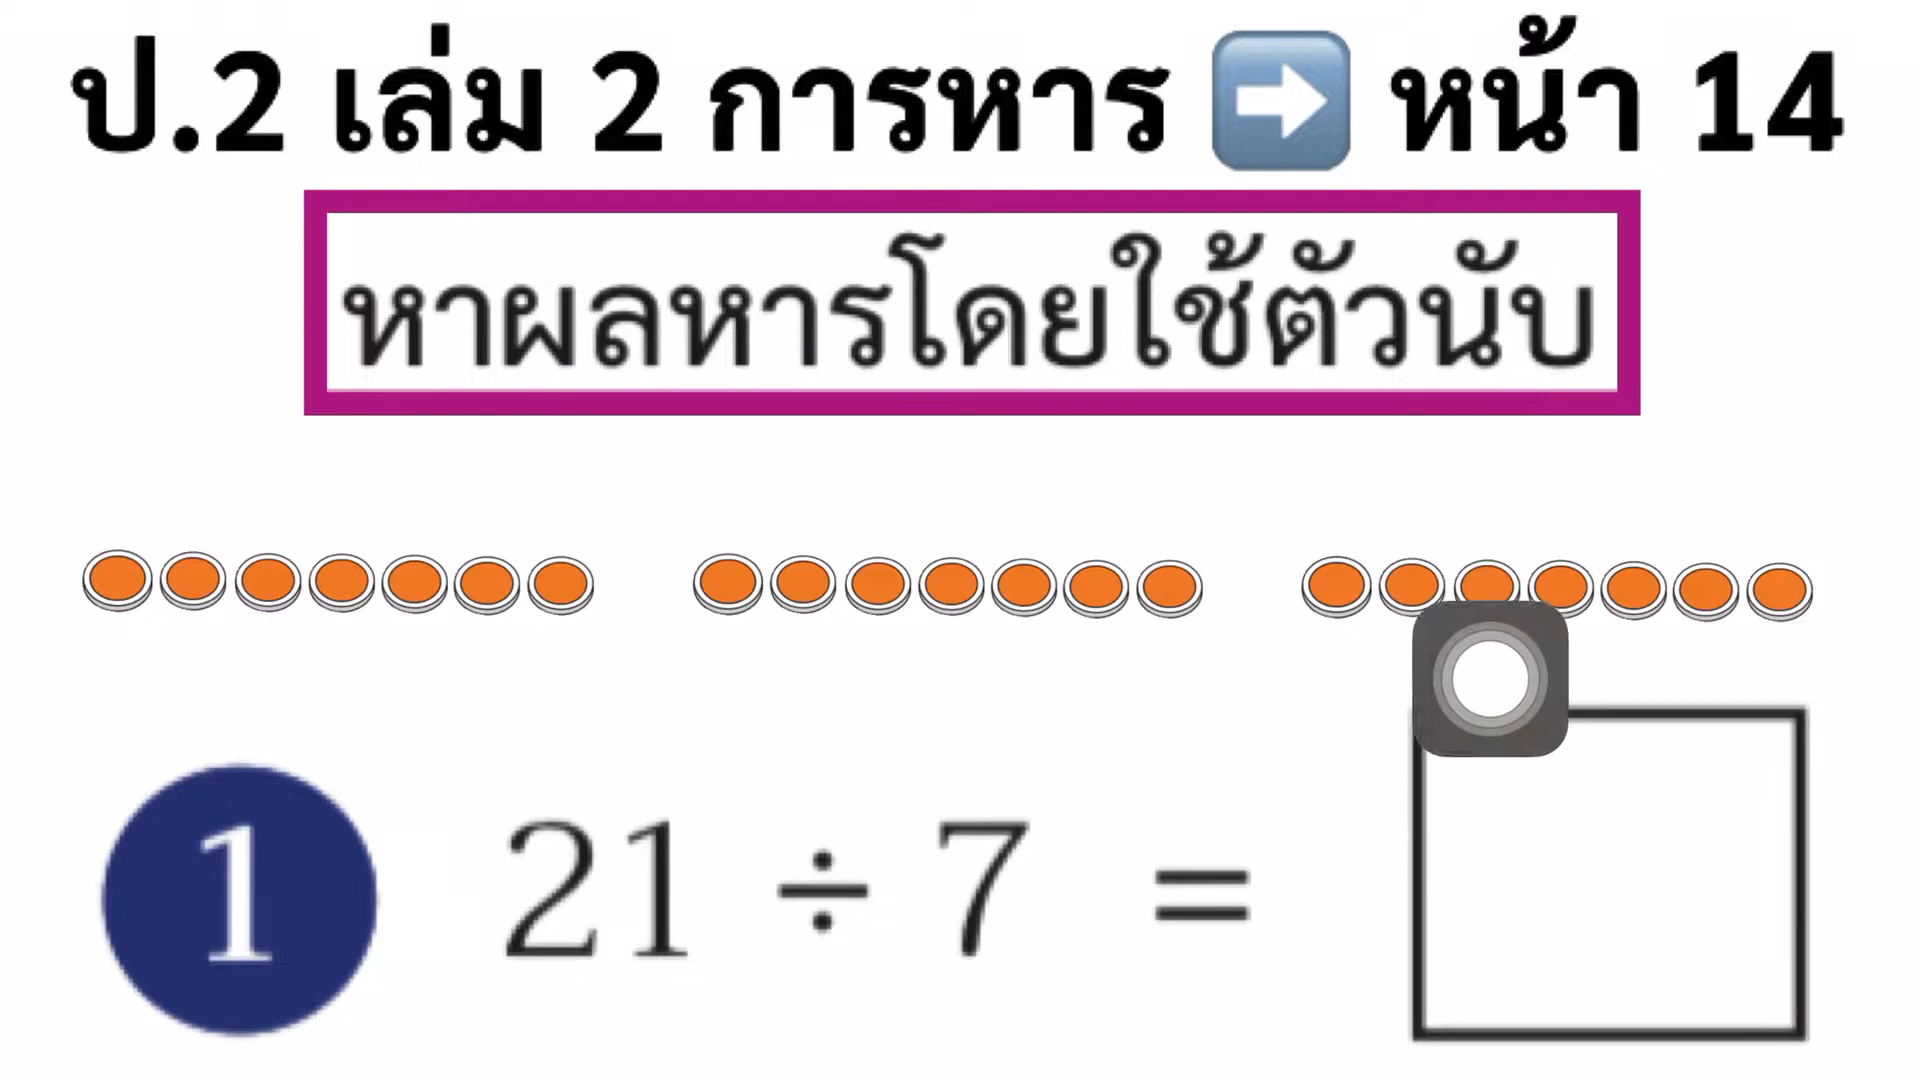 ป.2 เล่ม 2 การหาร ➡️ หน้า 14
หาผลหารโดยใช้ตัวนับ
1 21 ÷ 7 =